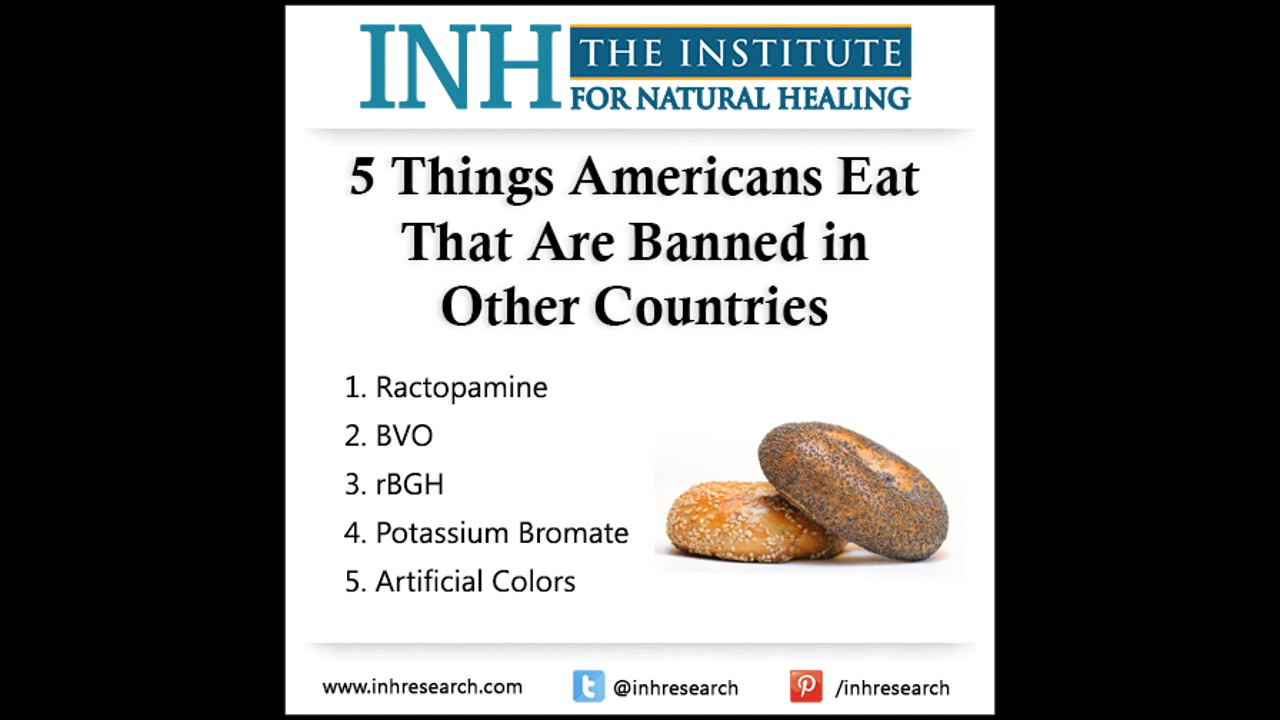 INH THE INSTITUTE
FOR NATURAL HEALING
5 Things Americans Eat
That Are Banned in
Other Countries
1. Ractopamine
2. BVO
3. rBGH
4. Potassium Bromate
5. Artificial Colors
www.inhresearch.com @inhresearch /inhresearch